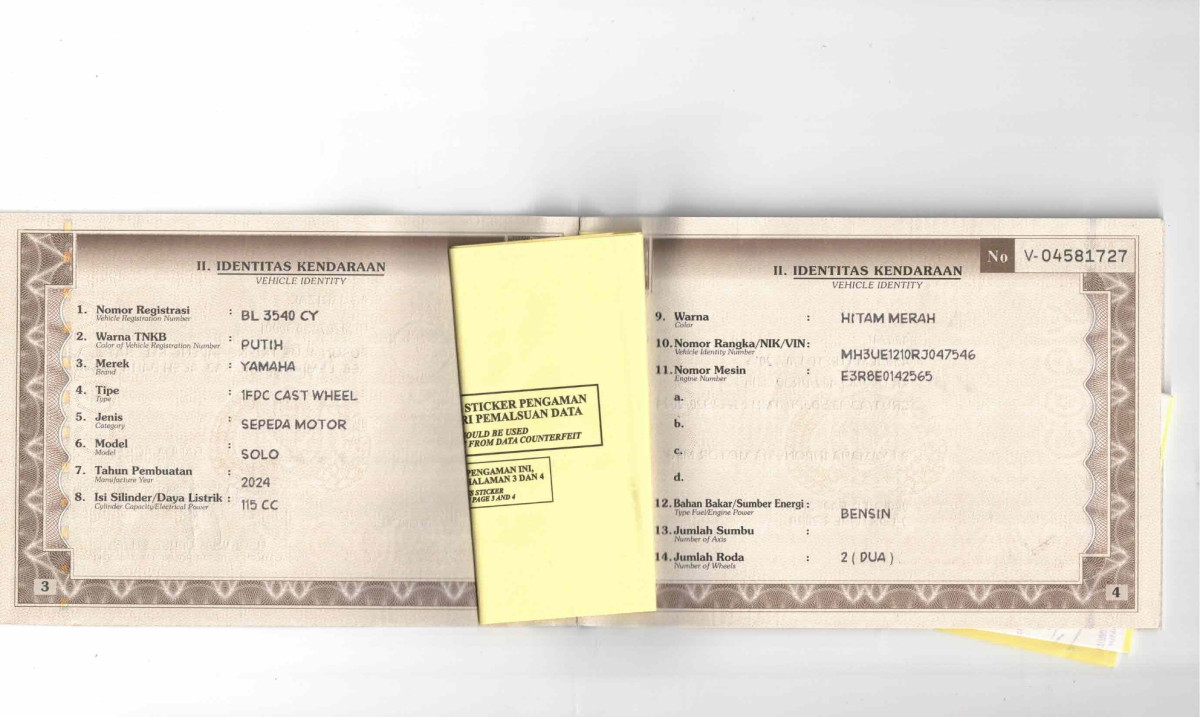 II. IDENTITAS KENDARAAN
VEHICLE IDENTITY
1. Nomor Registrasi : BL 3540 CY
Vehicle Registration Number
2. Warna TNKB : PUTIH
Color of Vehicle Registration Number
3. Merek : YAMAHA
Brand
4. Tipe : 1FDC CAST WHEEL
Type
5. Jenis : SEPEDA MOTOR
Category
6. Model : SOLO
Model
7. Tahun Pembuatan : 2024
Manufacture Year
8. Isi Silinder/Daya Listrik : 115 CC
Cylinder Capacity/Electrical Power
3
STICKER PENGAMAN
RI PEMALSUAN DATA
OULD BE USED
FROM DATA COUNTERFEIT
PENGAMAN INI,
ALAMAN 3 DAN 4
STICKER
PAGE 3 AND 4
No V-04581727
II. IDENTITAS KENDARAAN
VEHICLE IDENTITY
9. Warna : HITAM MERAH
Color
10. Nomor Rangka/NIK/VIN : MH3UE1210RJ047546
Vehicle Identity Number
11. Nomor Mesin : E3R8E0142565
Engine Number
a.
b.
c.
d.
12. Bahan Bakar/Sumber Energi : BENSIN
Type Fuel/Engine Power
13. Jumlah Sumbu :
Number of Axis
14. Jumlah Roda : 2 ( DUA )
Number of Wheels
4